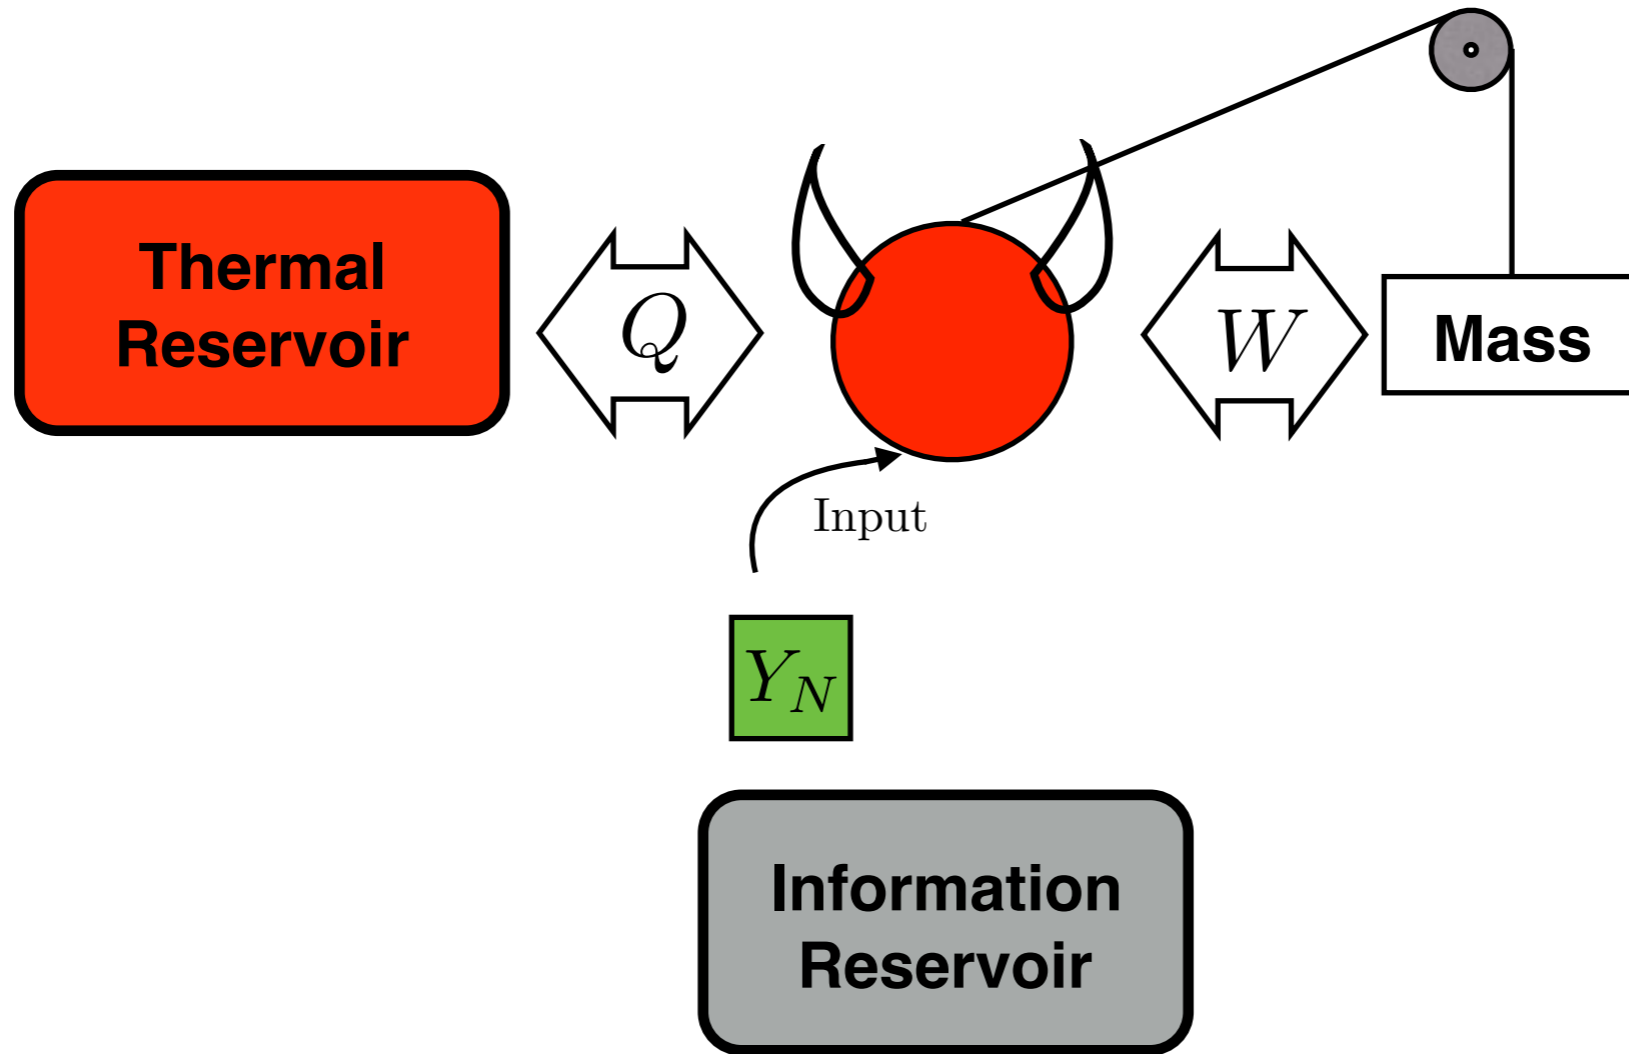 Thermal
Reservoir
Q
W
Mass
Input
Y_N
Information
Reservoir